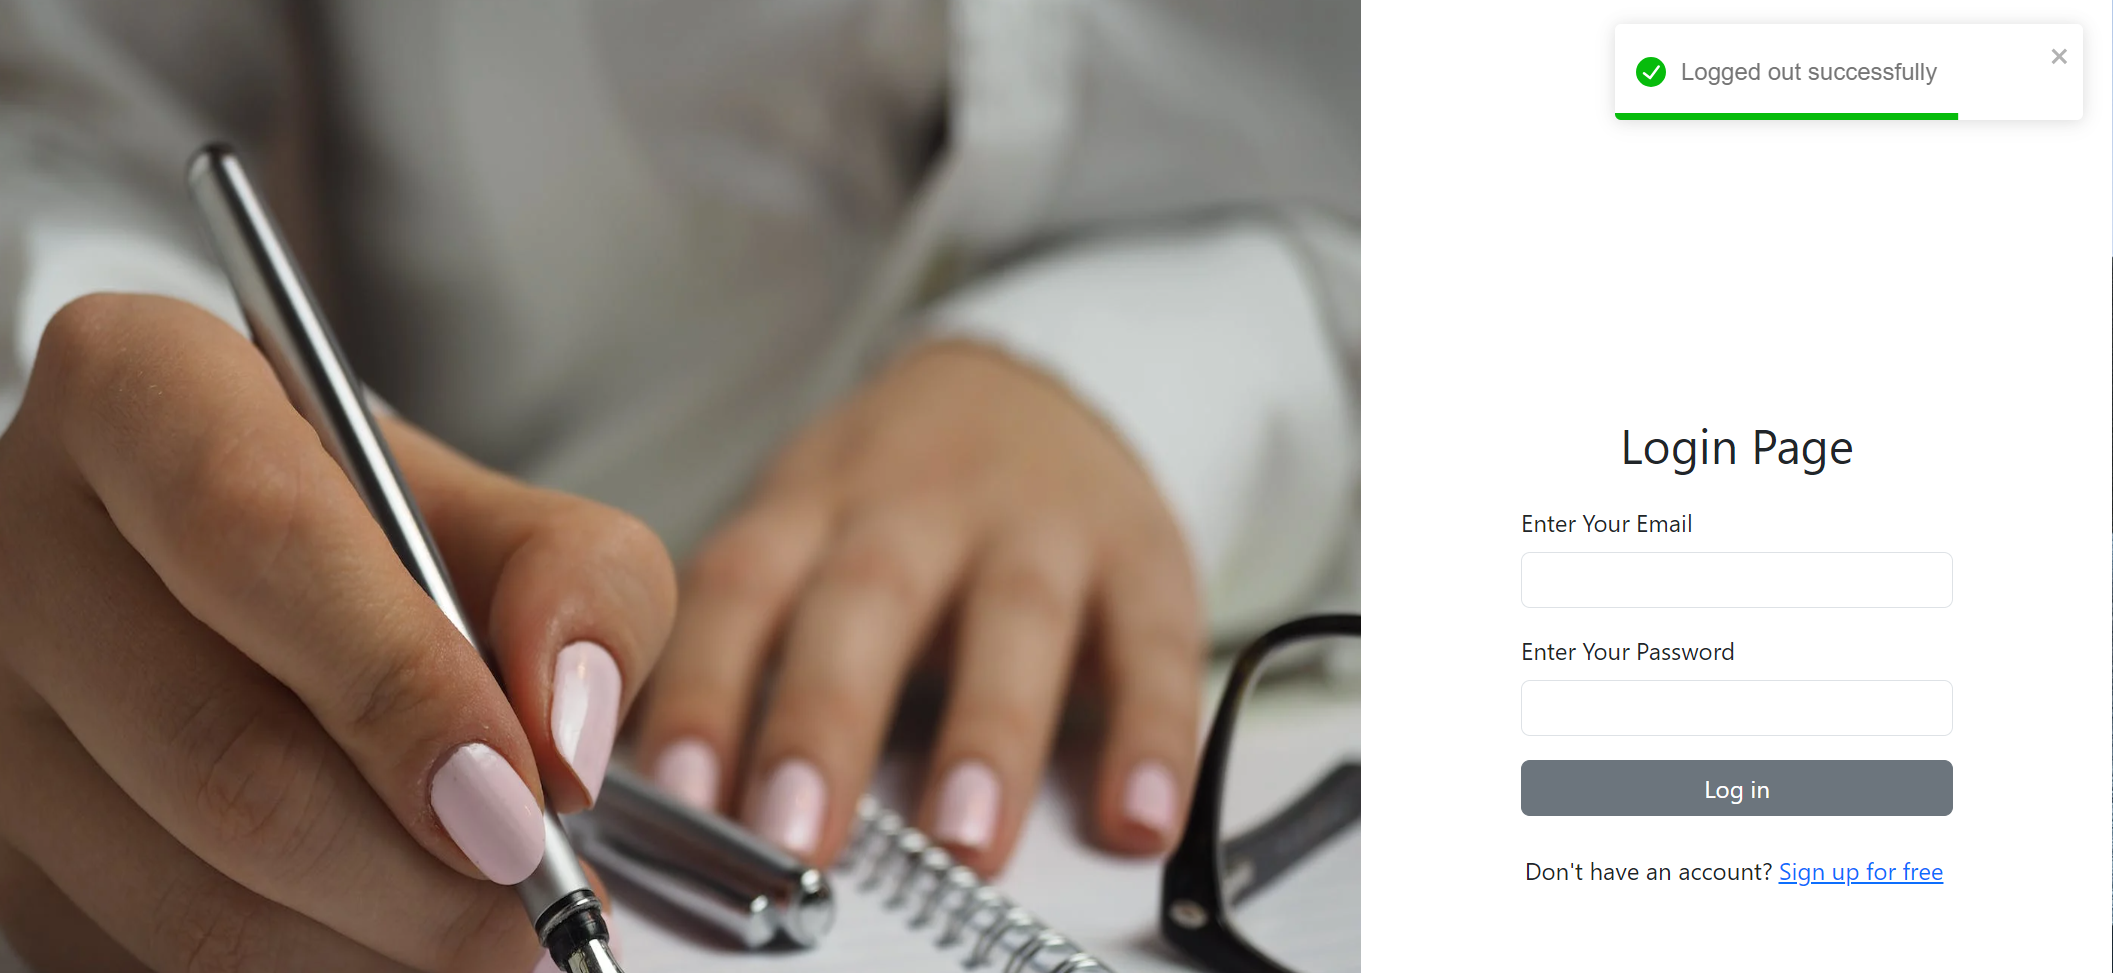 Logged out successfully
Login Page
Enter Your Email
Enter Your Password
Log in
Don't have an account? Sign up for free